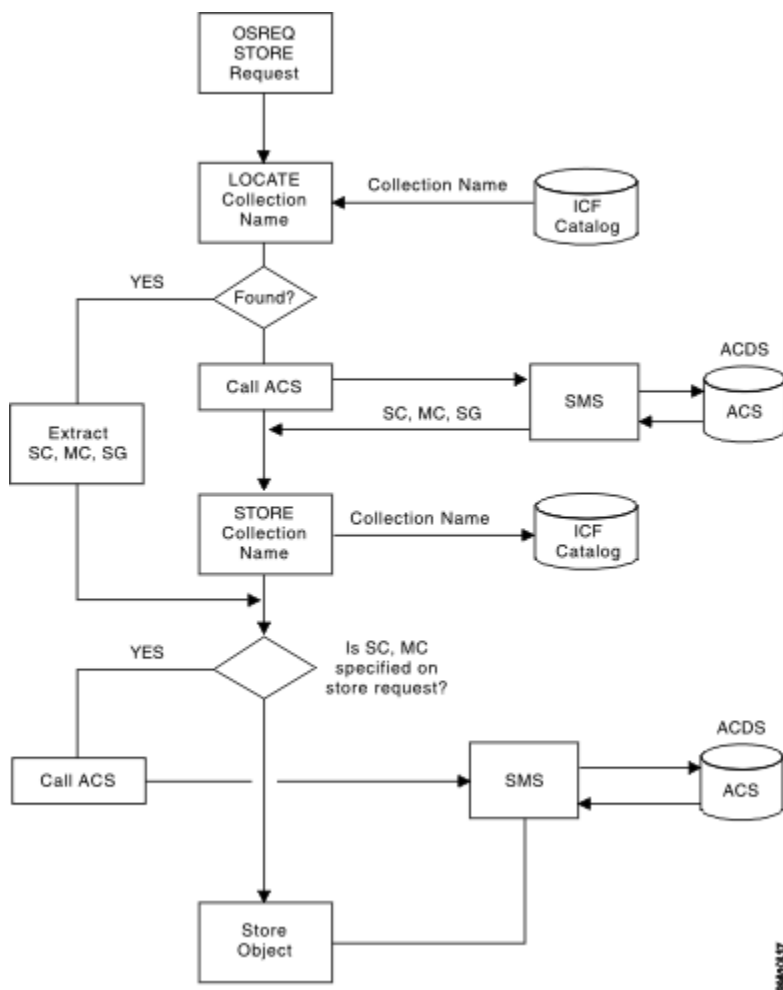 OSREQ
STORE
Request
LOCATE
Collection
Name
Collection Name
ICF
Catalog
YES
Found?
ACDS
Call ACS
SMS
ACS
SC, MC, SG
Extract
SC, MC, SG
STORE
Collection
Name
Collection Name
ICF
Catalog
YES
Is SC, MC
specified on
store request?
ACDS
Call ACS
SMS
ACS
Store
Object